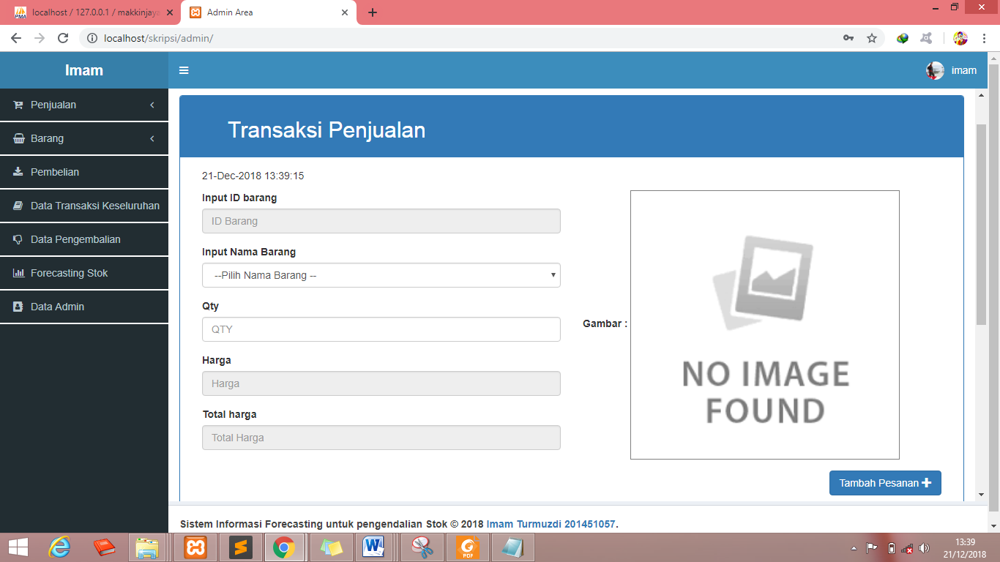 localhost / 127.0.0.1 / makkinjaya
Admin Area
localhost/skripsi/admin/
Imam
imam
Penjualan
Barang
Pembelian
Data Transaksi Keseluruhan
Data Pengembalian
Forecasting Stok
Data Admin
Transaksi Penjualan
21-Dec-2018 13:39:15
Input ID barang
ID Barang
Input Nama Barang
--Pilih Nama Barang --
Qty
QTY
Harga
Harga
Total harga
Total Harga
Gambar :
NO IMAGE
FOUND
Tambah Pesanan
Sistem Informasi Forecasting untuk pengendalian Stok © 2018 Imam Turmuzdi 201451057.
PDF
13:39
21/12/2018